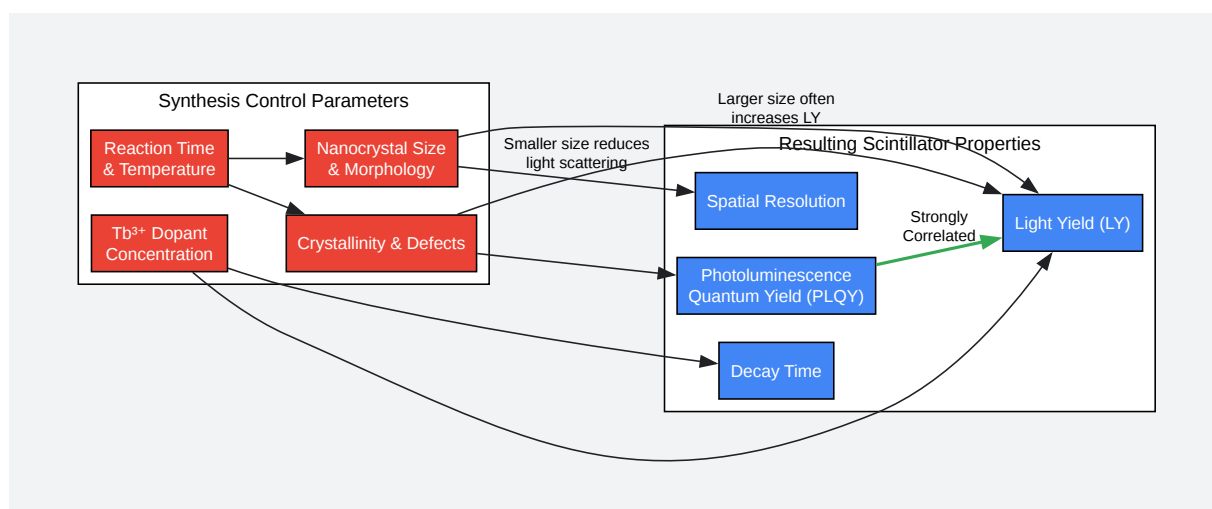 Synthesis Control Parameters
Reaction Time
& Temperature
Nanocrystal Size
& Morphology
Tb³⁺ Dopant
Concentration
Crystallinity & Defects
Larger size often
increases LY
Smaller size reduces
light scattering
Resulting Scintillator Properties
Spatial Resolution
Light Yield (LY)
Strongly
Correlated
Photoluminescence
Quantum Yield (PLQY)
Decay Time